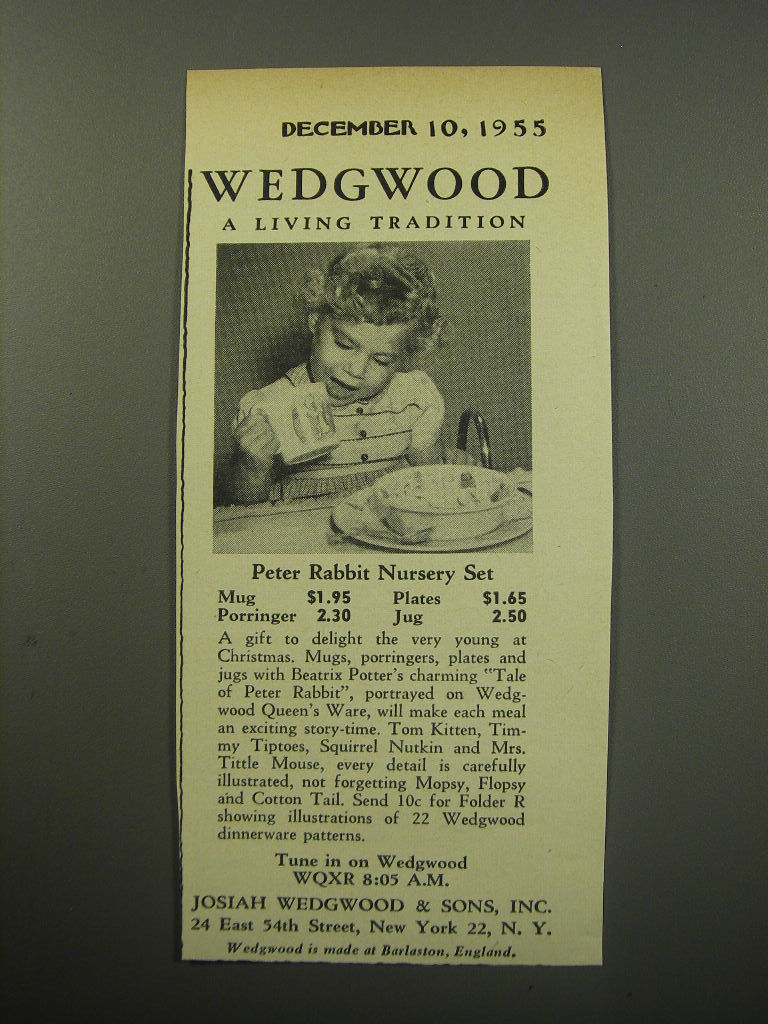 DECEMBER 10, 1955
WEDGWOOD
A LIVING TRADITION
Peter Rabbit Nursery Set
Mug $1.95 Plates $1.65
Porringer 2.30 Jug 2.50
A gift to delight the very young at
Christmas. Mugs, porringers, plates and
jugs with Beatrix Potter's charming "Tale
of Peter Rabbit", portrayed on Wedg-
wood Queen's Ware, will make each meal
an exciting story-time. Tom Kitten, Tim-
my Tiptoes, Squirrel Nutkin and Mrs.
Tittle Mouse, every detail is carefully
illustrated, not forgetting Mopsy, Flopsy
and Cotton Tail. Send 10c for Folder R
showing illustrations of 22 Wedgwood
dinnerware patterns.
Tune in on Wedgwood
WQXR 8:05 A.M.
JOSIAH WEDGWOOD & SONS, INC.
24 East 54th Street, New York 22, N. Y.
Wedgwood is made at Barlaston, England.